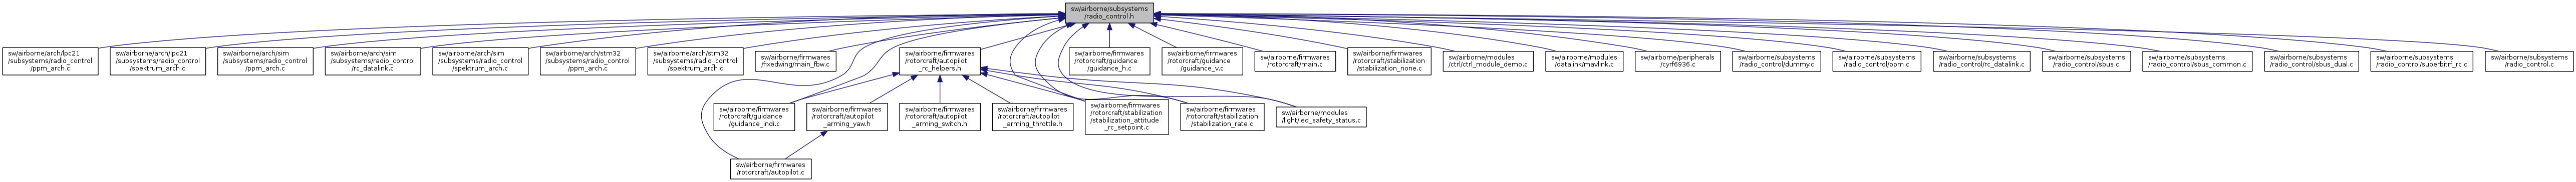 sw/airborne/subsystems
/radio_control.h
sw/airborne/arch/lpc21
/subsystems/radio_control
/ppm_arch.c
sw/airborne/arch/lpc21
/subsystems/radio_control
/spektrum_arch.c
sw/airborne/arch/sim
/subsystems/radio_control
/ppm_arch.c
sw/airborne/arch/sim
/subsystems/radio_control
/rc_datalink.c
sw/airborne/arch/sim
/subsystems/radio_control
/spektrum_arch.c
sw/airborne/arch/stm32
/subsystems/radio_control
/ppm_arch.c
sw/airborne/arch/stm32
/subsystems/radio_control
/spektrum_arch.c
sw/airborne/firmwares
/fixedwing/main_fbw.c
sw/airborne/firmwares
/rotorcraft/autopilot
_rc_helpers.h
sw/airborne/firmwares
/rotorcraft/guidance
/guidance_h.c
sw/airborne/firmwares
/rotorcraft/guidance
/guidance_v.c
sw/airborne/firmwares
/rotorcraft/main.c
sw/airborne/firmwares
/rotorcraft/stabilization
/stabilization_none.c
sw/airborne/modules
/ctrl/ctrl_module_demo.c
sw/airborne/modules
/datalink/mavlink.c
sw/airborne/peripherals
/cyrf6936.c
sw/airborne/subsystems
/radio_control/dummy.c
sw/airborne/subsystems
/radio_control/ppm.c
sw/airborne/subsystems
/radio_control/rc_datalink.c
sw/airborne/subsystems
/radio_control/sbus.c
sw/airborne/subsystems
/radio_control/sbus_common.c
sw/airborne/subsystems
/radio_control/sbus_dual.c
sw/airborne/subsystems
/radio_control/superbitrf_rc.c
sw/airborne/subsystems
/radio_control.c
sw/airborne/firmwares
/rotorcraft/guidance
/guidance_indi.c
sw/airborne/firmwares
/rotorcraft/autopilot
_arming_yaw.h
sw/airborne/firmwares
/rotorcraft/autopilot
_arming_switch.h
sw/airborne/firmwares
/rotorcraft/autopilot
_arming_throttle.h
sw/airborne/firmwares
/rotorcraft/stabilization
/stabilization_attitude
_rc_setpoint.c
sw/airborne/firmwares
/rotorcraft/stabilization
/stabilization_rate.c
sw/airborne/modules
/light/led_safety_status.c
sw/airborne/firmwares
/rotorcraft/autopilot.c